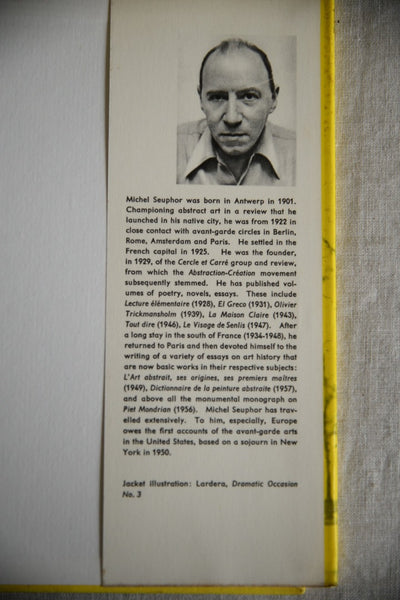 Michel Seuphor was born in Antwerp in 1901.
Championing abstract art in a review that he
launched in his native city, he was from 1922 in
close contact with avant-garde circles in Berlin,
Rome, Amsterdam and Paris. He settled in the
French capital in 1925. He was the founder,
in 1929, of the Cercle et Carré group and review,
from which the Abstraction-Création movement
subsequently stemmed. He has published vol-
umes of poetry, novels, essays. These include
Lecture élémentaire (1928), El Greco (1931), Olivier
Trickmansholm (1939), La Maison Claire (1943),
Tout dire (1946), Le Visage de Senlis (1947). After
a long stay in the south of France (1934-1948), he
returned to Paris and then devoted himself to the
writing of a variety of essays on art history that
are now basic works in their respective subjects:
L'Art abstrait, ses origines, ses premiers maîtres
(1949), Dictionnaire de la peinture abstraite (1957),
and above all the monumental monograph on
Piet Mondrian (1956). Michel Seuphor has trav-
elled extensively. To him, especially, Europe
owes the first accounts of the avant-garde arts
in the United States, based on a sojourn in New
York in 1950.
Jacket illustration: Lardera, Dramatic Occasion
No. 3